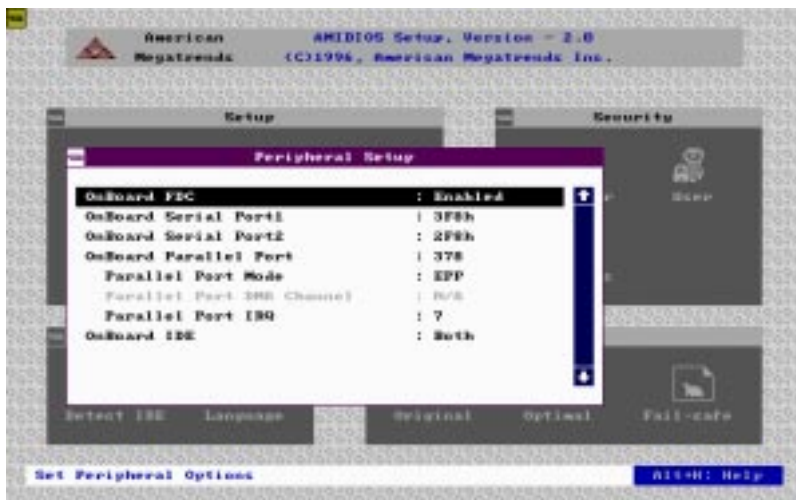 American Megatrends
AMIBIOS Setup, Version - 2.0
(C)1996, American Megatrends Inc.
Setup
Security
Peripheral Setup
OnBoard FDC : Enabled
OnBoard Serial Port1 : 3F8h
OnBoard Serial Port2 : 2F8h
OnBoard Parallel Port : 378
Parallel Port Mode : EPP
Parallel Port DMA Channel : N/A
Parallel Port IRQ : 7
OnBoard IDE : Both
User
Detect IDE
Language
Original
Optimal
Fail-safe
Set Peripheral Options
Alt+H: Help